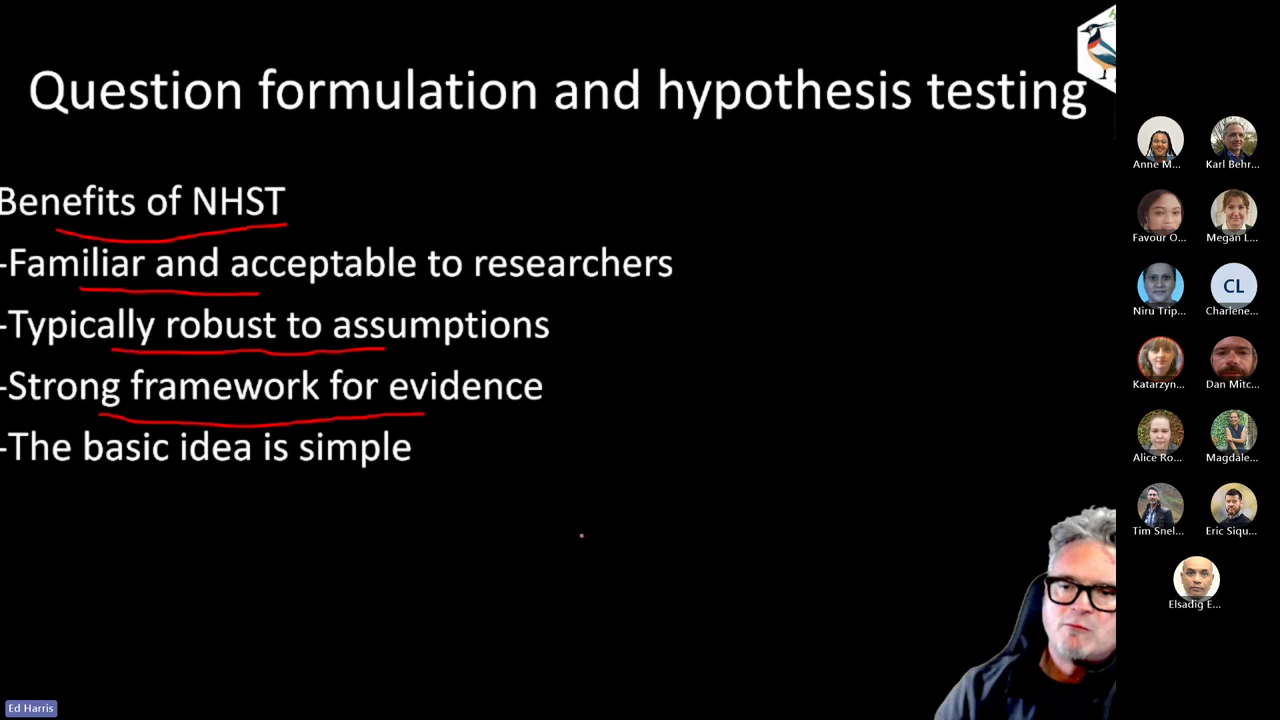 Question formulation and hypothesis testing
Benefits of NHST
-Familiar and acceptable to researchers
-Typically robust to assumptions
-Strong framework for evidence
-The basic idea is simple
Anne M...
Karl Behr...
Favour O...
Megan L...
Niru Trip...
CL
Charlene...
Katarzyn...
Dan Mitc...
Alice Ro...
Magdale...
Tim Snel...
Eric Siqu...
Elsadig E...
Ed Harris